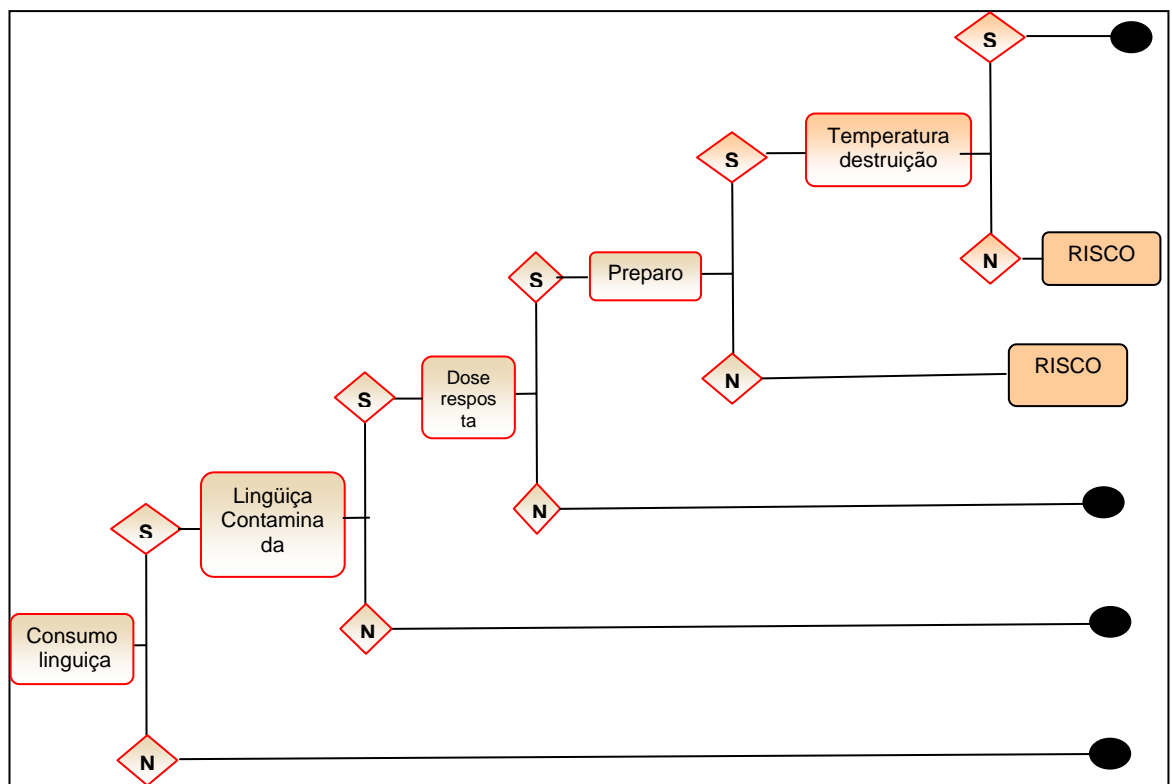 S
Temperatura
destruição
S
N
RISCO
S
Preparo
RISCO
N
S
Dose
respos
ta
S
Lingüiça
Contamina
da
N
N
Consumo
linguiça
N